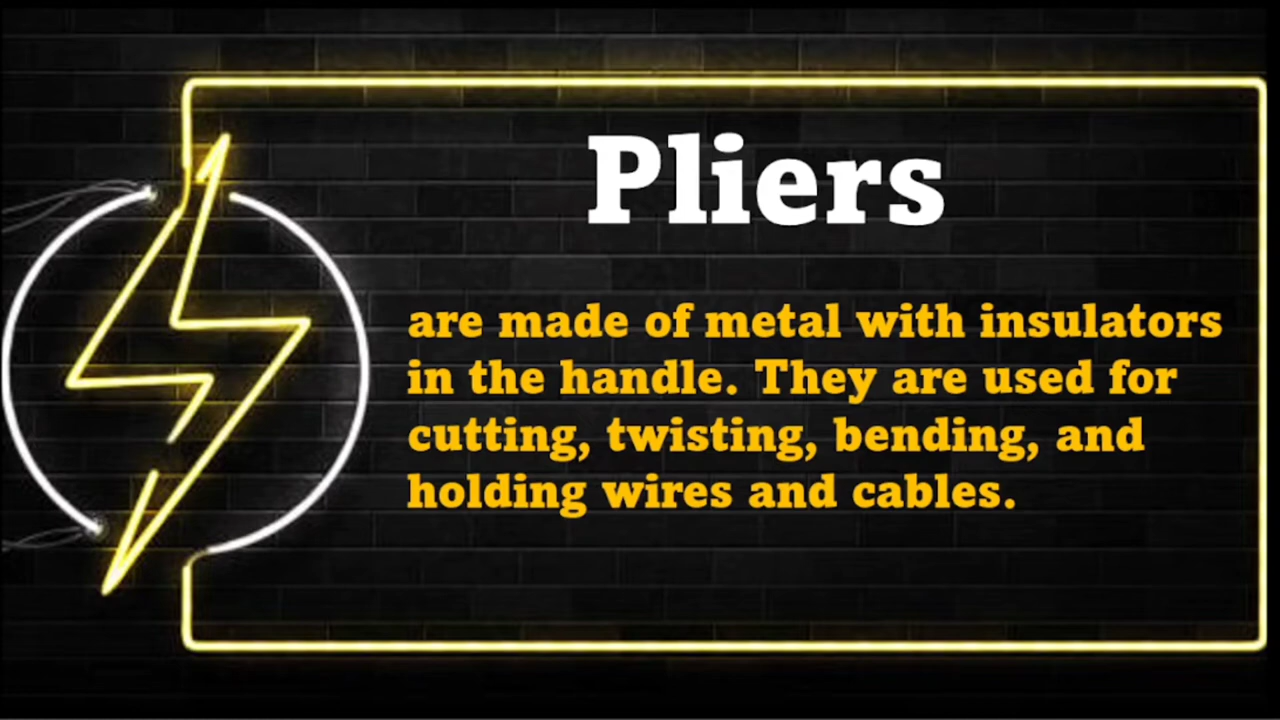 Pliers
are made of metal with insulators
in the handle. They are used for
cutting, twisting, bending, and
holding wires and cables.